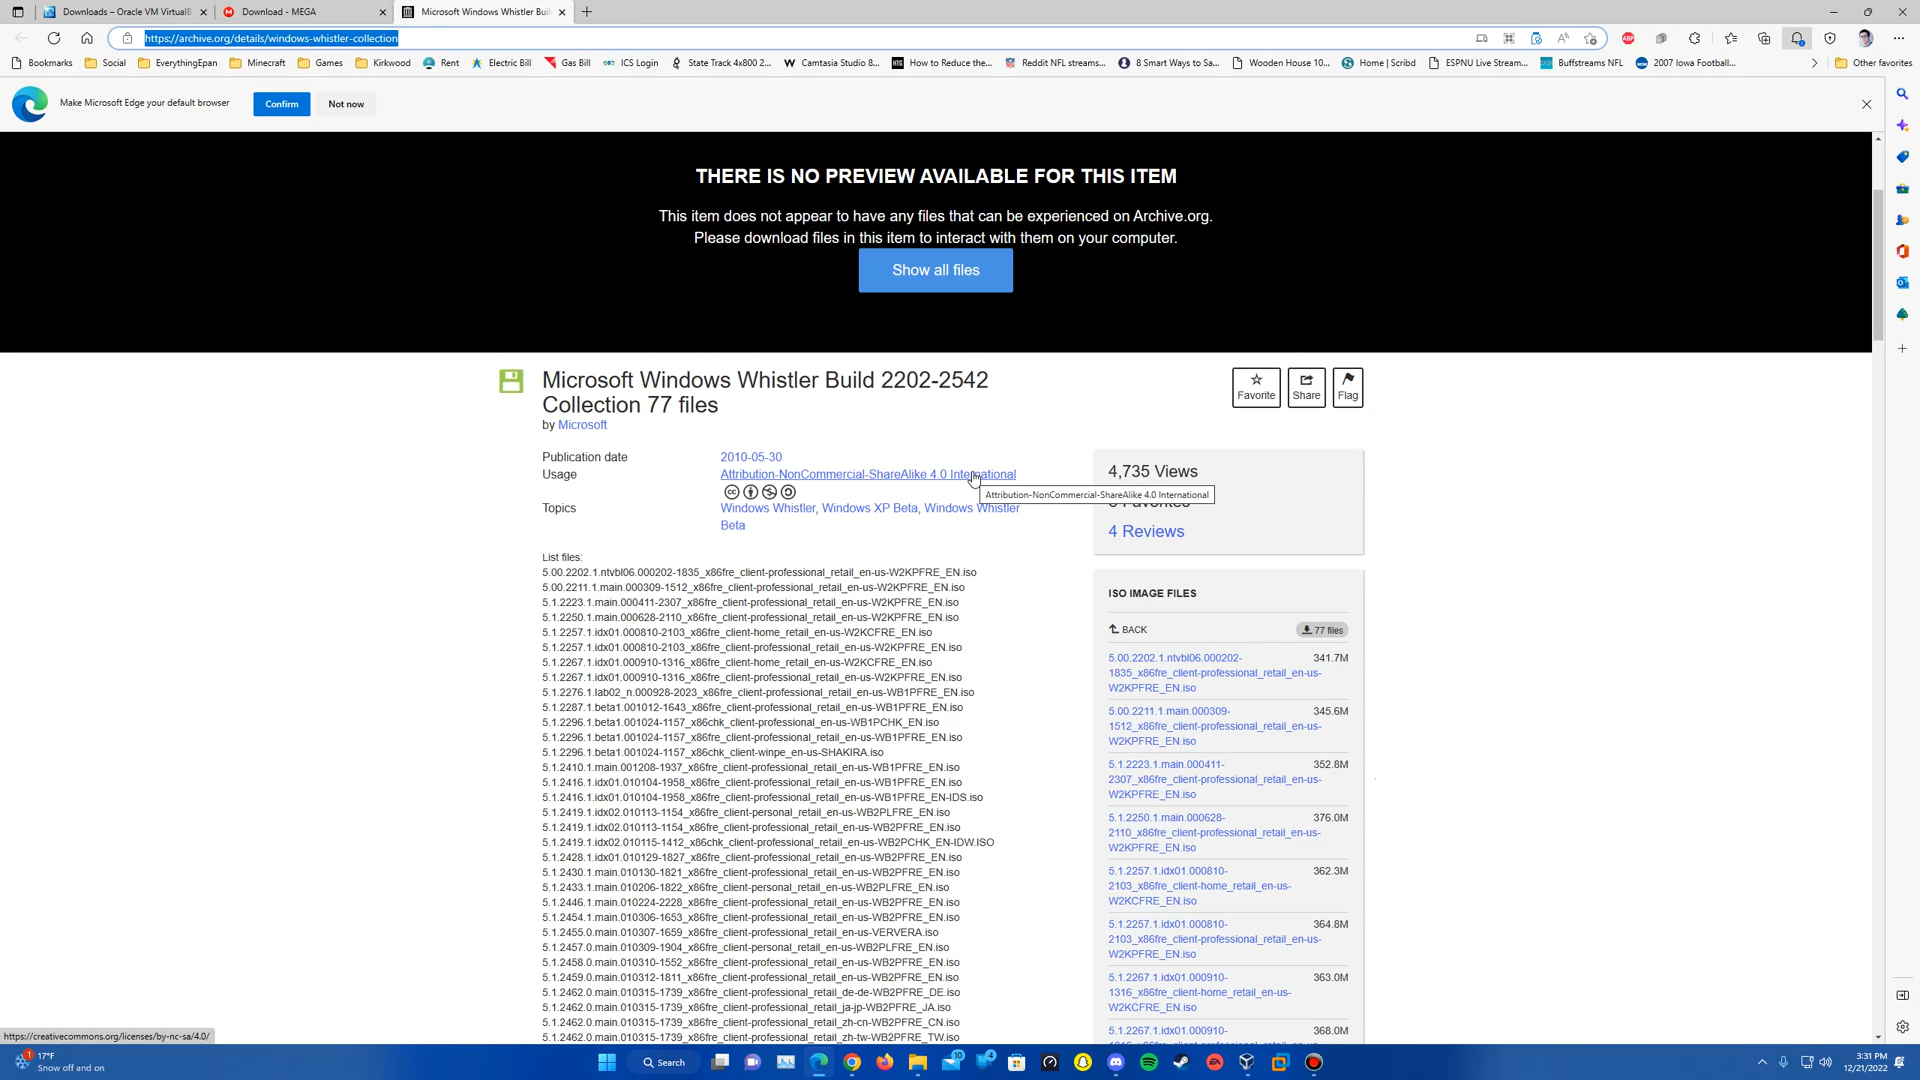 Downloads – Oracle VM VirtualB
Download - MEGA
Microsoft Windows Whistler Bui
https://archive.org/details/windows-whistler-collection
Bookmarks
Social
EverythingEpan
Minecraft
Games
Kirkwood
Rent
Electric Bill
Gas Bill
ICS Login
State Track 4x800 2...
Camtasia Studio 8...
How to Reduce the...
Reddit NFL streams...
8 Smart Ways to Sa...
Wooden House 10...
Home | Scribd
ESPNU Live Stream...
Buffstreams NFL
2007 Iowa Football...
Other favorites
Make Microsoft Edge your default browser
Confirm
Not now
THERE IS NO PREVIEW AVAILABLE FOR THIS ITEM
This item does not appear to have any files that can be experienced on Archive.org.
Please download files in this item to interact with them on your computer.
Show all files
Microsoft Windows Whistler Build 2202-2542
Collection 77 files
by Microsoft
Favorite
Share
Flag
Publication date 2010-05-30
Usage Attribution-NonCommercial-ShareAlike 4.0 International
Attribution-NonCommercial-ShareAlike 4.0 International
Topics Windows Whistler, Windows XP Beta, Windows Whistler
Beta
4,735 Views
4 Reviews
List files:
5.00.2202.1.ntvbl06.000202-1835_x86fre_client-professional_retail_en-us-W2KPFRE_EN.iso
5.00.2211.1.main.000309-1512_x86fre_client-professional_retail_en-us-W2KPFRE_EN.iso
5.1.2223.1.main.000411-2307_x86fre_client-professional_retail_en-us-W2KPFRE_EN.iso
5.1.2250.1.main.000628-2110_x86fre_client-professional_retail_en-us-W2KPFRE_EN.iso
5.1.2257.1.idx01.000810-2103_x86fre_client-home_retail_en-us-W2KCFRE_EN.iso
5.1.2257.1.idx01.000810-2103_x86fre_client-professional_retail_en-us-W2KPFRE_EN.iso
5.1.2267.1.idx01.000910-1316_x86fre_client-home_retail_en-us-W2KCFRE_EN.iso
5.1.2267.1.idx01.000910-1316_x86fre_client-professional_retail_en-us-W2KPFRE_EN.iso
5.1.2276.1.lab02_n.000928-2023_x86fre_client-professional_retail_en-us-WB1PFRE_EN.iso
5.1.2287.1.beta1.001012-1643_x86fre_client-professional_retail_en-us-WB1PFRE_EN.iso
5.1.2296.1.beta1.001024-1157_x86chk_client-professional_en-us-WB1PCHK_EN.iso
5.1.2296.1.beta1.001024-1157_x86fre_client-professional_retail_en-us-WB1PFRE_EN.iso
5.1.2296.1.beta1.001024-1157_x86chk_client-winpe_en-us-SHAKIRA.iso
5.1.2410.1.main.001208-1937_x86fre_client-professional_retail_en-us-WB1PFRE_EN.iso
5.1.2416.1.idx01.010104-1958_x86fre_client-professional_retail_en-us-WB1PFRE_EN.iso
5.1.2416.1.idx01.010104-1958_x86fre_client-professional_retail_en-us-WB1PFRE_EN-IDS.iso
5.1.2419.1.idx02.010113-1154_x86fre_client-personal_retail_en-us-WB2PLFRE_EN.iso
5.1.2419.1.idx02.010113-1154_x86fre_client-professional_retail_en-us-WB2PFRE_EN.iso
5.1.2419.1.idx02.010115-1412_x86chk_client-professional_retail_en-us-WB2PCHK_EN-IDW.ISO
5.1.2428.1.idx01.010129-1827_x86fre_client-professional_retail_en-us-WB2PFRE_EN.iso
5.1.2430.1.main.010130-1821_x86fre_client-professional_retail_en-us-WB2PFRE_EN.iso
5.1.2433.1.main.010206-1822_x86fre_client-personal_retail_en-us-WB2PLFRE_EN.iso
5.1.2446.1.main.010224-2228_x86fre_client-professional_retail_en-us-WB2PFRE_EN.iso
5.1.2454.1.main.010306-1653_x86fre_client-professional_retail_en-us-WB2PFRE_EN.iso
5.1.2455.0.main.010307-1659_x86fre_client-professional_retail_en-us-VERVERA.iso
5.1.2457.0.main.010309-1904_x86fre_client-personal_retail_en-us-WB2PLFRE_EN.iso
5.1.2458.0.main.010310-1552_x86fre_client-professional_retail_en-us-WB2PFRE_EN.iso
5.1.2459.0.main.010312-1811_x86fre_client-professional_retail_en-us-WB2PFRE_EN.iso
5.1.2462.0.main.010315-1739_x86fre_client-professional_retail_de-de-WB2PFRE_DE.iso
5.1.2462.0.main.010315-1739_x86fre_client-professional_retail_ja-jp-WB2PFRE_JA.iso
5.1.2462.0.main.010315-1739_x86fre_client-professional_retail_zh-cn-WB2PFRE_CN.iso
5.1.2462.0.main.010315-1739_x86fre_client-professional_retail_zh-tw-WB2PFRE_TW.iso
ISO IMAGE FILES
BACK
77 files
5.00.2202.1.ntvbl06.000202- 341.7M
1835_x86fre_client-professional_retail_en-us-
W2KPFRE_EN.iso
5.00.2211.1.main.000309- 345.6M
1512_x86fre_client-professional_retail_en-us-
W2KPFRE_EN.iso
5.1.2223.1.main.000411- 352.8M
2307_x86fre_client-professional_retail_en-us-
W2KPFRE_EN.iso
5.1.2250.1.main.000628- 376.0M
2110_x86fre_client-professional_retail_en-us-
W2KPFRE_EN.iso
5.1.2257.1.idx01.000810- 362.3M
2103_x86fre_client-home_retail_en-us-
W2KCFRE_EN.iso
5.1.2257.1.idx01.000810- 364.8M
2103_x86fre_client-professional_retail_en-us-
W2KPFRE_EN.iso
5.1.2267.1.idx01.000910- 363.0M
1316_x86fre_client-home_retail_en-us-
W2KCFRE_EN.iso
5.1.2267.1.idx01.000910- 368.0M
https://creativecommons.org/licenses/by-nc-sa/4.0/
17°F
Snow off and on
Search
10
4
3:31 PM
12/21/2022